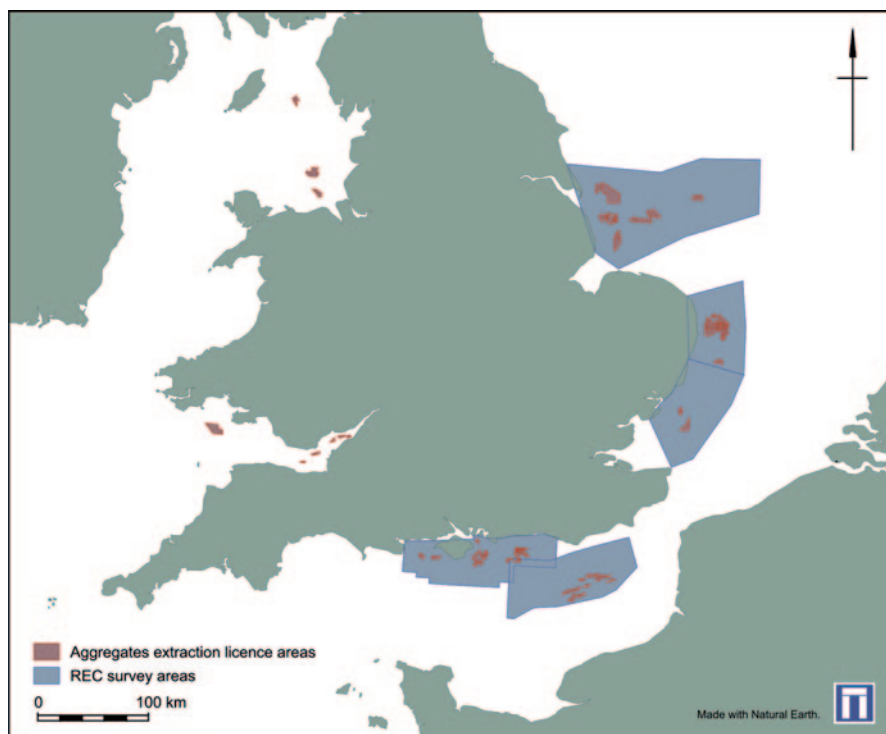 Aggregates extraction licence areas
REC survey areas
0 100 km
Made with Natural Earth.